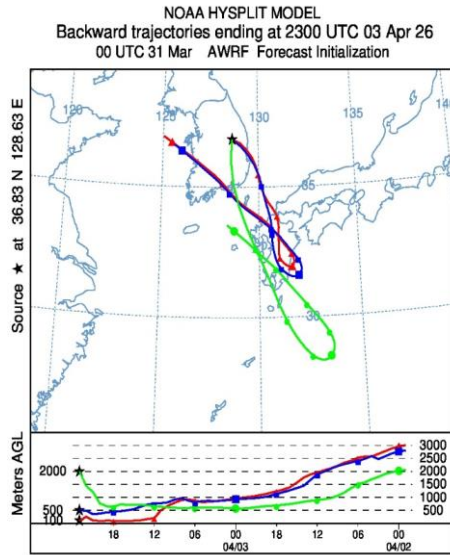 NOAA HYSPLIT MODEL
Backward trajectories ending at 2300 UTC 03 Apr 26
00 UTC 31 Mar AWRF Forecast Initialization
Source ★ at 36.83 N 128.63 E
120
125
130
135
140
35
30
Meters AGL
2000
500
100
3000
2500
2000
1500
1000
500
18 12 06 00 18 12 06 00
04/03 04/02